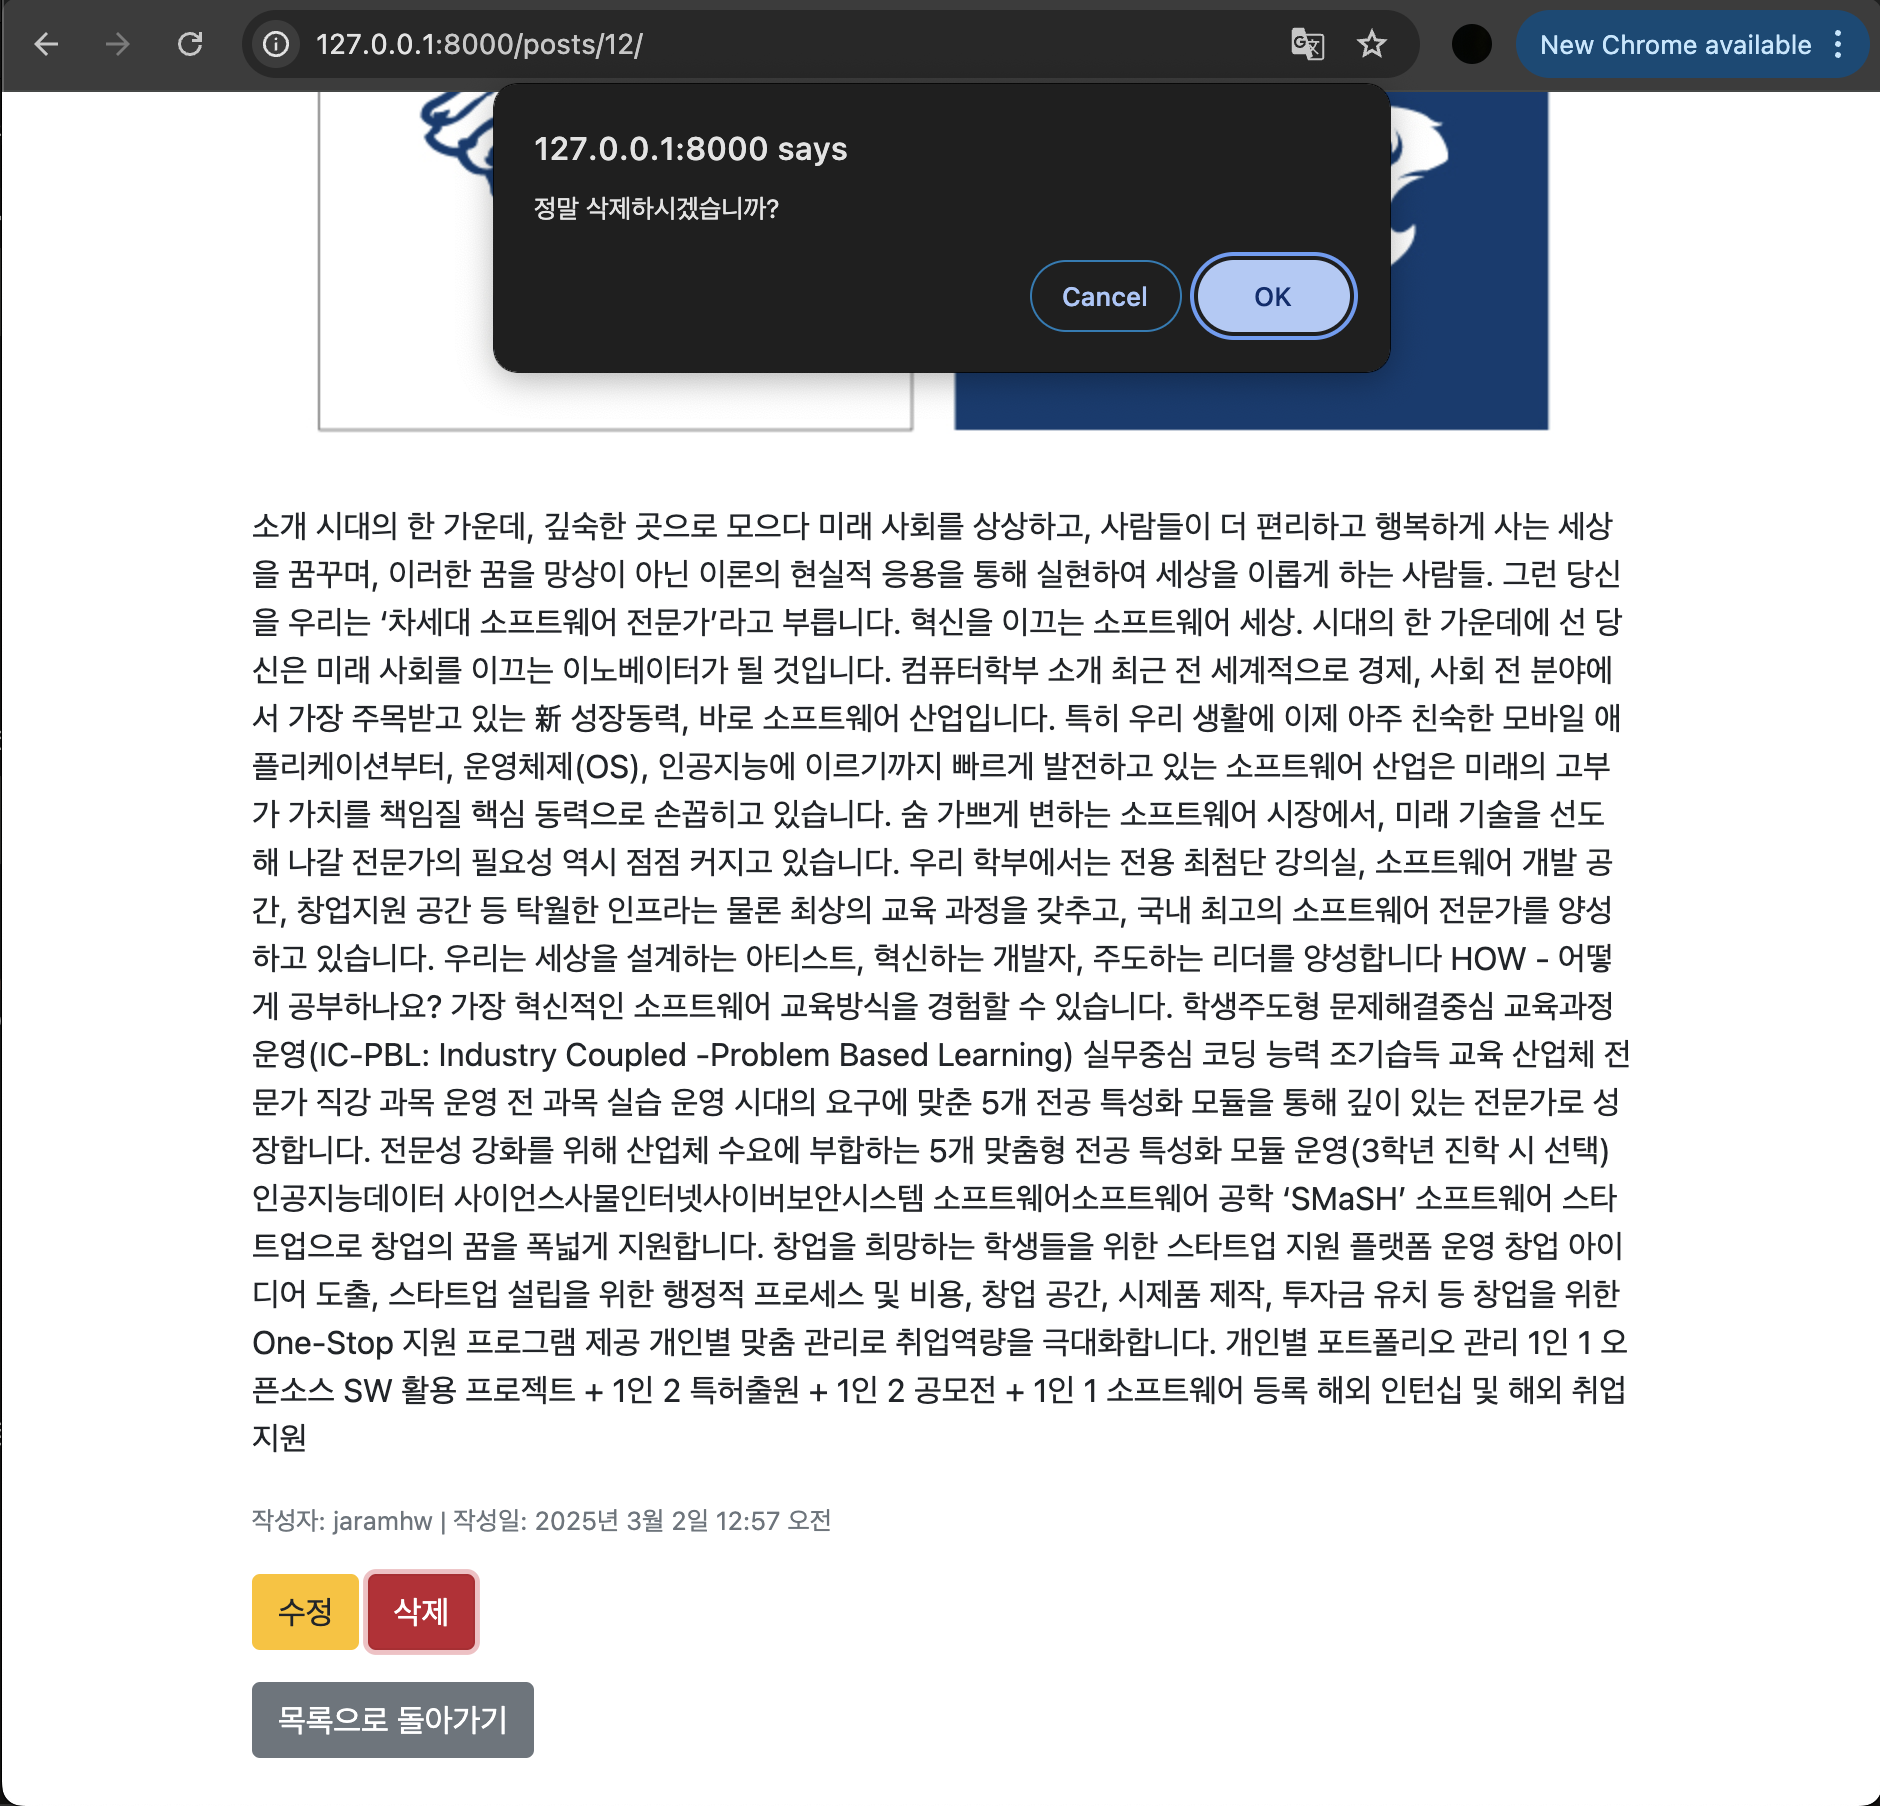 127.0.0.1:8000/posts/12/
New Chrome available
127.0.0.1:8000 says
정말 삭제하시겠습니까?
Cancel
OK
소개 시대의 한 가운데, 깊숙한 곳으로 모으다 미래 사회를 상상하고, 사람들이 더 편리하고 행복하게 사는 세상
을 꿈꾸며, 이러한 꿈을 망상이 아닌 이론의 현실적 응용을 통해 실현하여 세상을 이롭게 하는 사람들. 그런 당신
을 우리는 ‘차세대 소프트웨어 전문가’라고 부릅니다. 혁신을 이끄는 소프트웨어 세상. 시대의 한 가운데에 선 당
신은 미래 사회를 이끄는 이노베이터가 될 것입니다. 컴퓨터학부 소개 최근 전 세계적으로 경제, 사회 전 분야에
서 가장 주목받고 있는 新 성장동력, 바로 소프트웨어 산업입니다. 특히 우리 생활에 이제 아주 친숙한 모바일 애
플리케이션부터, 운영체제(OS), 인공지능에 이르기까지 빠르게 발전하고 있는 소프트웨어 산업은 미래의 고부
가 가치를 책임질 핵심 동력으로 손꼽히고 있습니다. 숨 가쁘게 변하는 소프트웨어 시장에서, 미래 기술을 선도
해 나갈 전문가의 필요성 역시 점점 커지고 있습니다. 우리 학부에서는 전용 최첨단 강의실, 소프트웨어 개발 공
간, 창업지원 공간 등 탁월한 인프라는 물론 최상의 교육 과정을 갖추고, 국내 최고의 소프트웨어 전문가를 양성
하고 있습니다. 우리는 세상을 설계하는 아티스트, 혁신하는 개발자, 주도하는 리더를 양성합니다 HOW - 어떻
게 공부하나요? 가장 혁신적인 소프트웨어 교육방식을 경험할 수 있습니다. 학생주도형 문제해결중심 교육과정
운영(IC-PBL: Industry Coupled -Problem Based Learning) 실무중심 코딩 능력 조기습득 교육 산업체 전
문가 직강 과목 운영 전 과목 실습 운영 시대의 요구에 맞춘 5개 전공 특성화 모듈을 통해 깊이 있는 전문가로 성
장합니다. 전문성 강화를 위해 산업체 수요에 부합하는 5개 맞춤형 전공 특성화 모듈 운영(3학년 진학 시 선택)
인공지능데이터 사이언스사물인터넷사이버보안시스템 소프트웨어소프트웨어 공학 ‘SMaSH’ 소프트웨어 스타
트업으로 창업의 꿈을 폭넓게 지원합니다. 창업을 희망하는 학생들을 위한 스타트업 지원 플랫폼 운영 창업 아이
디어 도출, 스타트업 설립을 위한 행정적 프로세스 및 비용, 창업 공간, 시제품 제작, 투자금 유치 등 창업을 위한
One-Stop 지원 프로그램 제공 개인별 맞춤 관리로 취업역량을 극대화합니다. 개인별 포트폴리오 관리 1인 1 오
픈소스 SW 활용 프로젝트 + 1인 2 특허출원 + 1인 2 공모전 + 1인 1 소프트웨어 등록 해외 인턴십 및 해외 취업
지원
작성자: jaramhw | 작성일: 2025년 3월 2일 12:57 오전
수정
삭제
목록으로 돌아가기